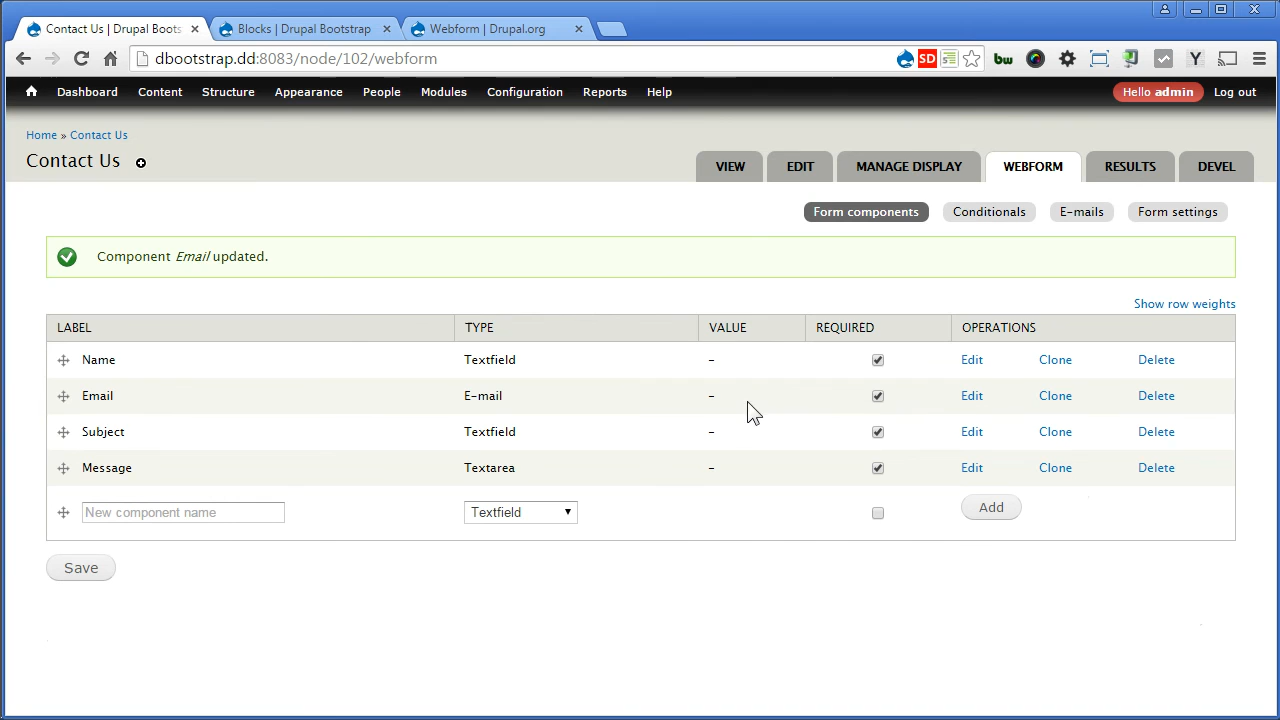 Contact Us | Drupal Boots
Blocks | Drupal Bootstrap
Webform | Drupal.org
dbootstrap.dd:8083/node/102/webform
SD
bw
Y
Dashboard Content Structure Appearance People Modules Configuration Reports Help
Hello admin Log out
Home » Contact Us
Contact Us
VIEW EDIT MANAGE DISPLAY WEBFORM RESULTS DEVEL
Form components Conditionals E-mails Form settings
Component Email updated.
Show row weights
LABEL TYPE VALUE REQUIRED OPERATIONS
Name Textfield – Edit Clone Delete
Email E-mail – Edit Clone Delete
Subject Textfield – Edit Clone Delete
Message Textarea – Edit Clone Delete
New component name Textfield Add
Save